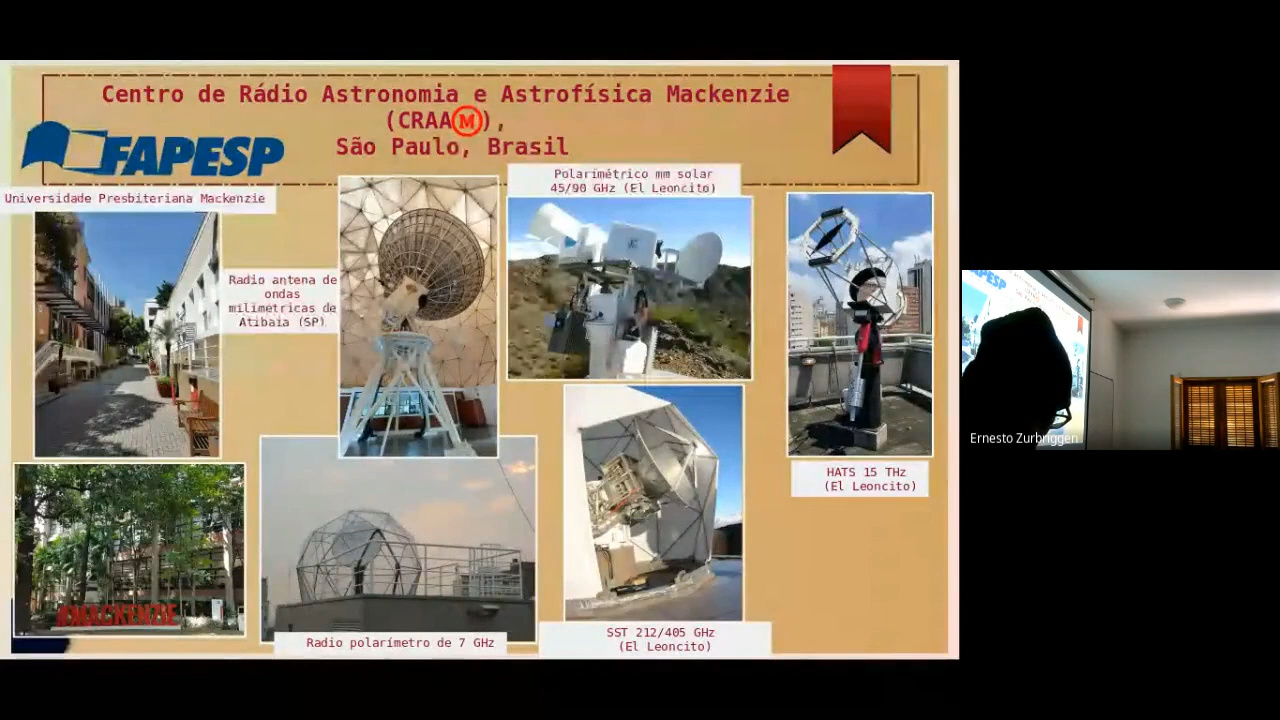 Centro de Rádio Astronomia e Astrofísica Mackenzie
(CRAAM),
São Paulo, Brasil
FAPESP
Universidade Presbiteriana Mackenzie
Radio antena de
ondas
milimetricas de
Atibaia (SP)
Polarimétrico mm solar
45/90 GHz (El Leoncito)
HATS 15 THz
(El Leoncito)
#MACKENZIE
Radio polarímetro de 7 GHz
SST 212/405 GHz
(El Leoncito)
FAPESP
Ernesto Zurbriggen